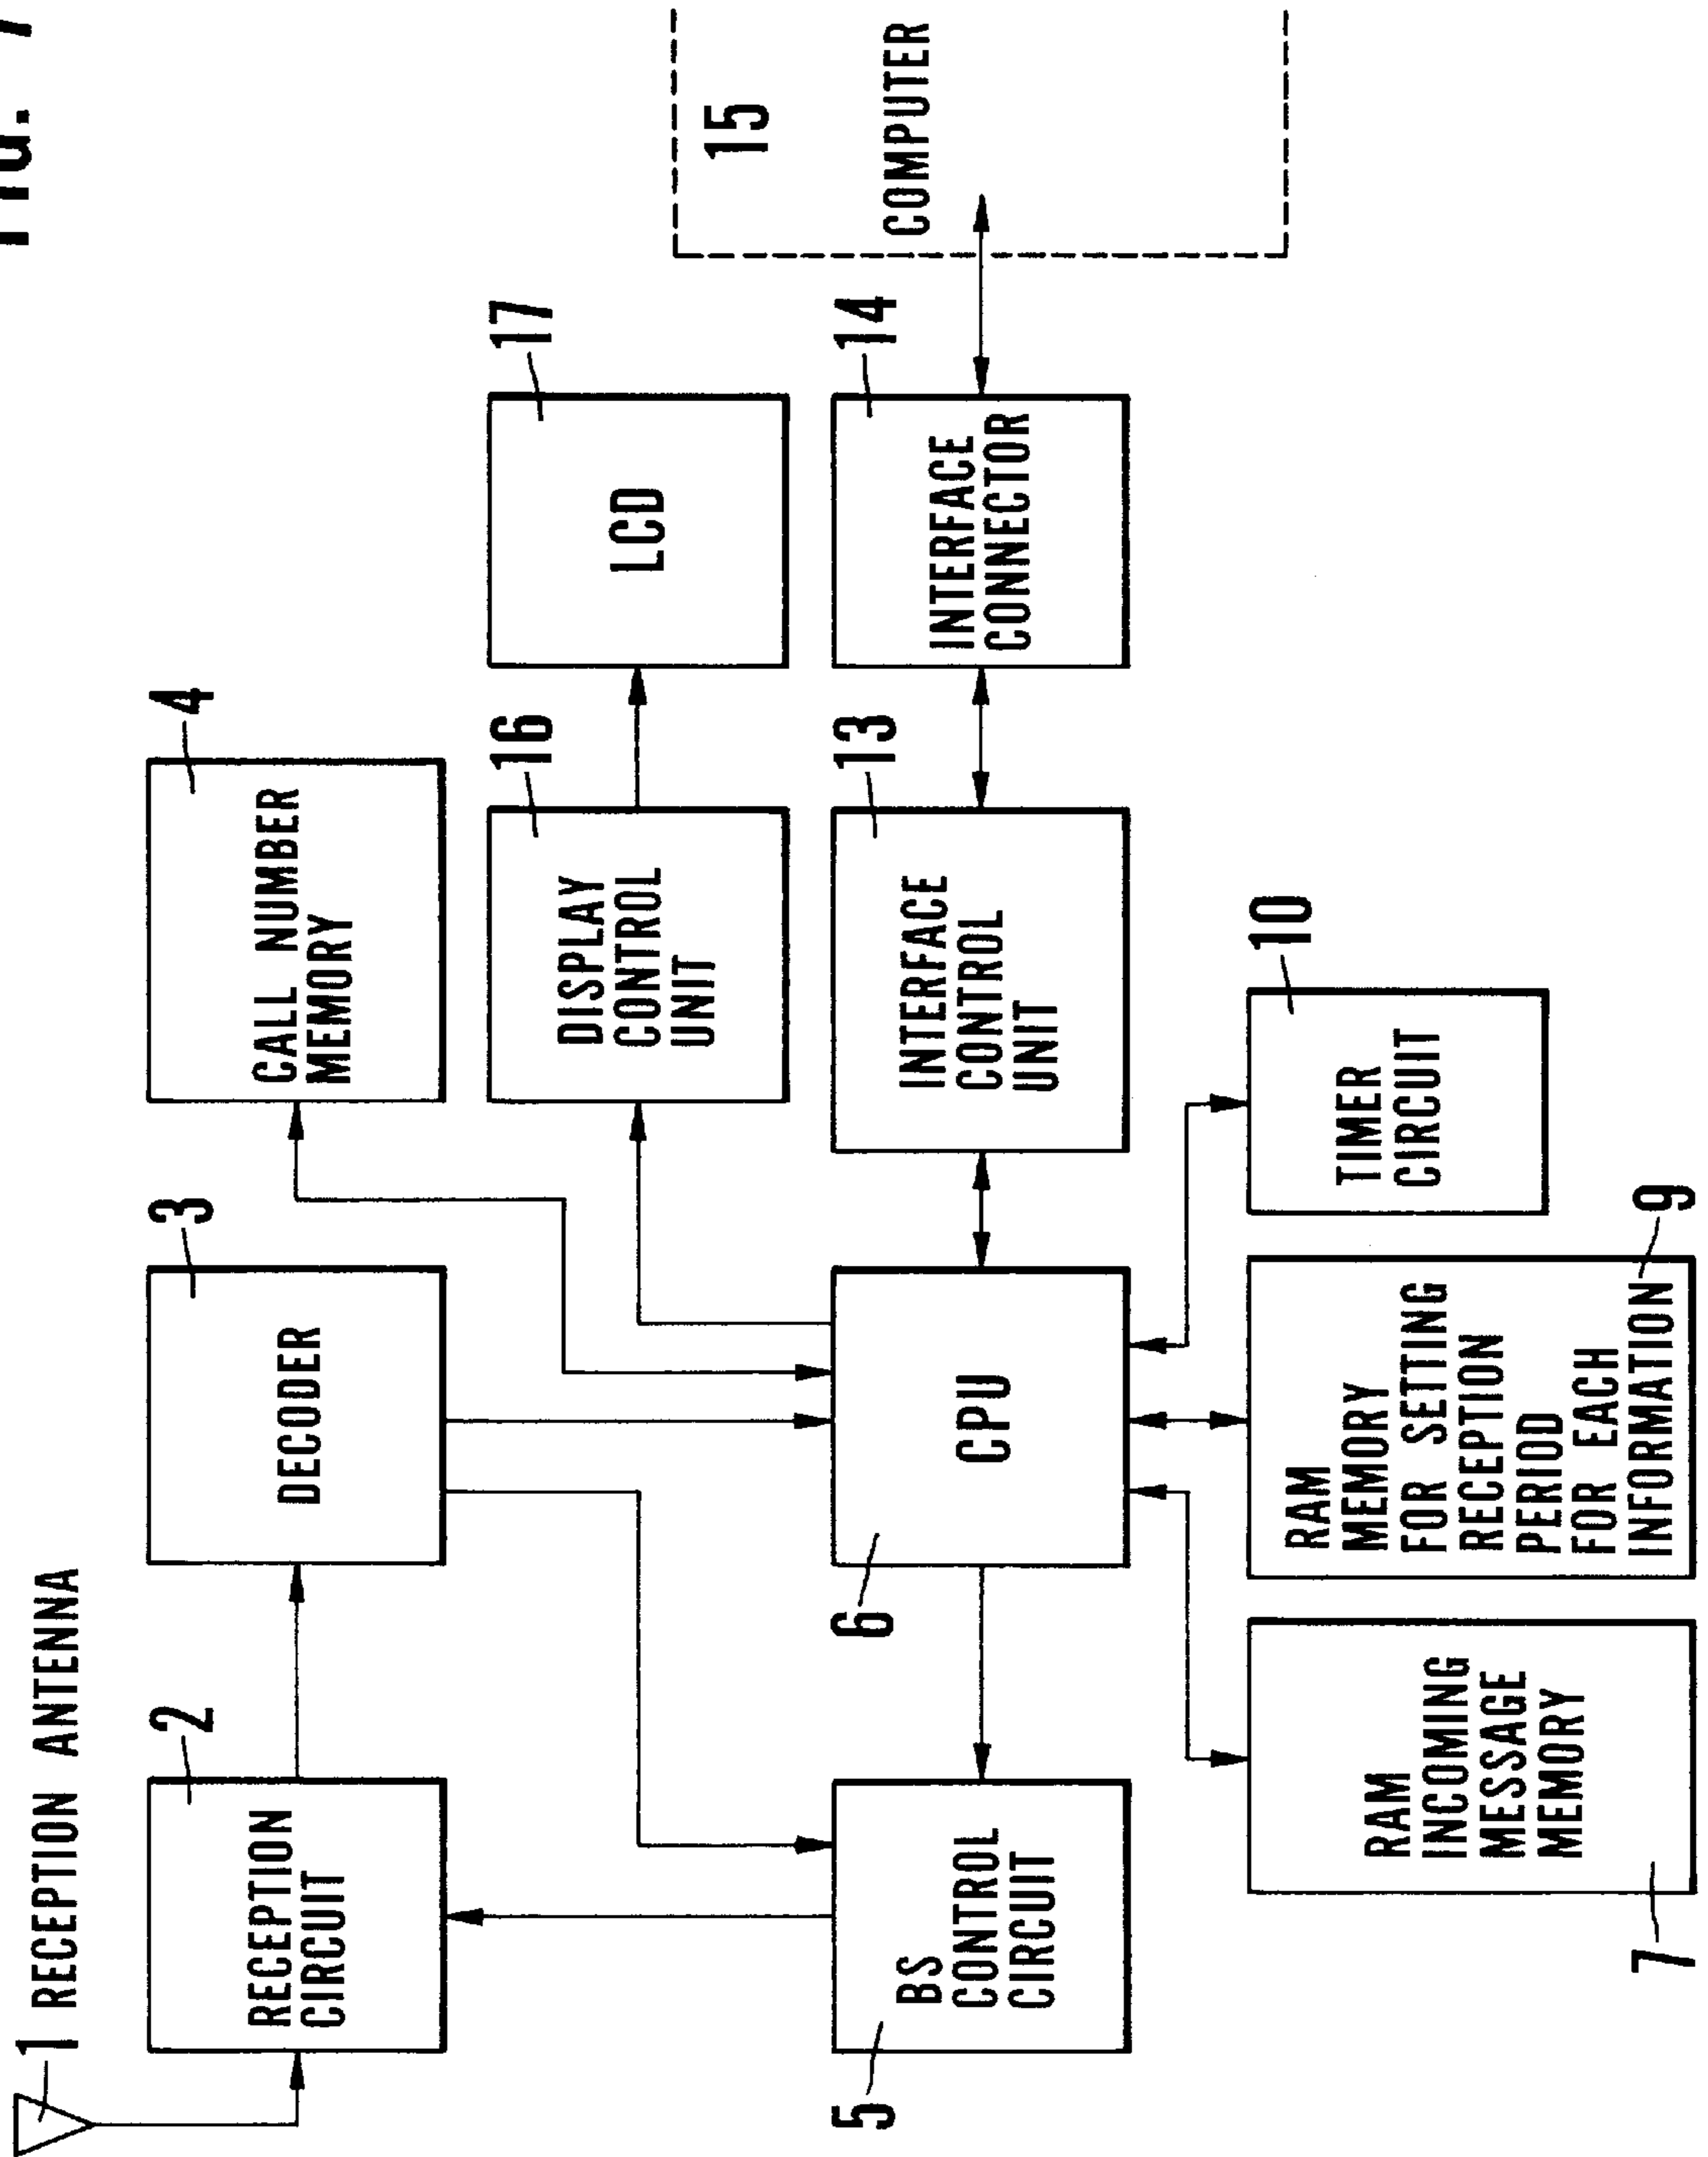 1 RECEPTION ANTENNA
2
RECEPTION
CIRCUIT
3
DECODER
4
CALL NUMBER
MEMORY
16
DISPLAY
CONTROL
UNIT
17
LCD
5
BS
CONTROL
CIRCUIT
6
CPU
13
INTERFACE
CONTROL
UNIT
14
INTERFACE
CONNECTOR
15
COMPUTER
7
RAM
INCOMING
MESSAGE
MEMORY
9
RAM
MEMORY
FOR SETTING
RECEPTION
PERIOD
FOR EACH
INFORMATION
10
TIMER
CIRCUIT